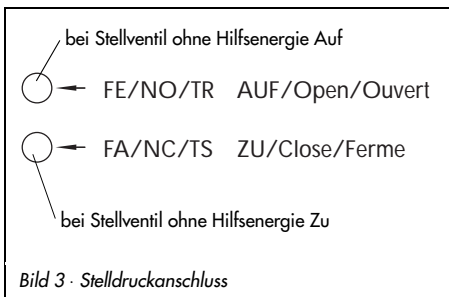 bei Stellventil ohne Hilfsenergie Auf
FE/NO/TR AUF/Open/Ouvert
FA/NC/TS ZU/Close/Ferme
bei Stellventil ohne Hilfsenergie Zu
Bild 3 · Stelldruckanschluss